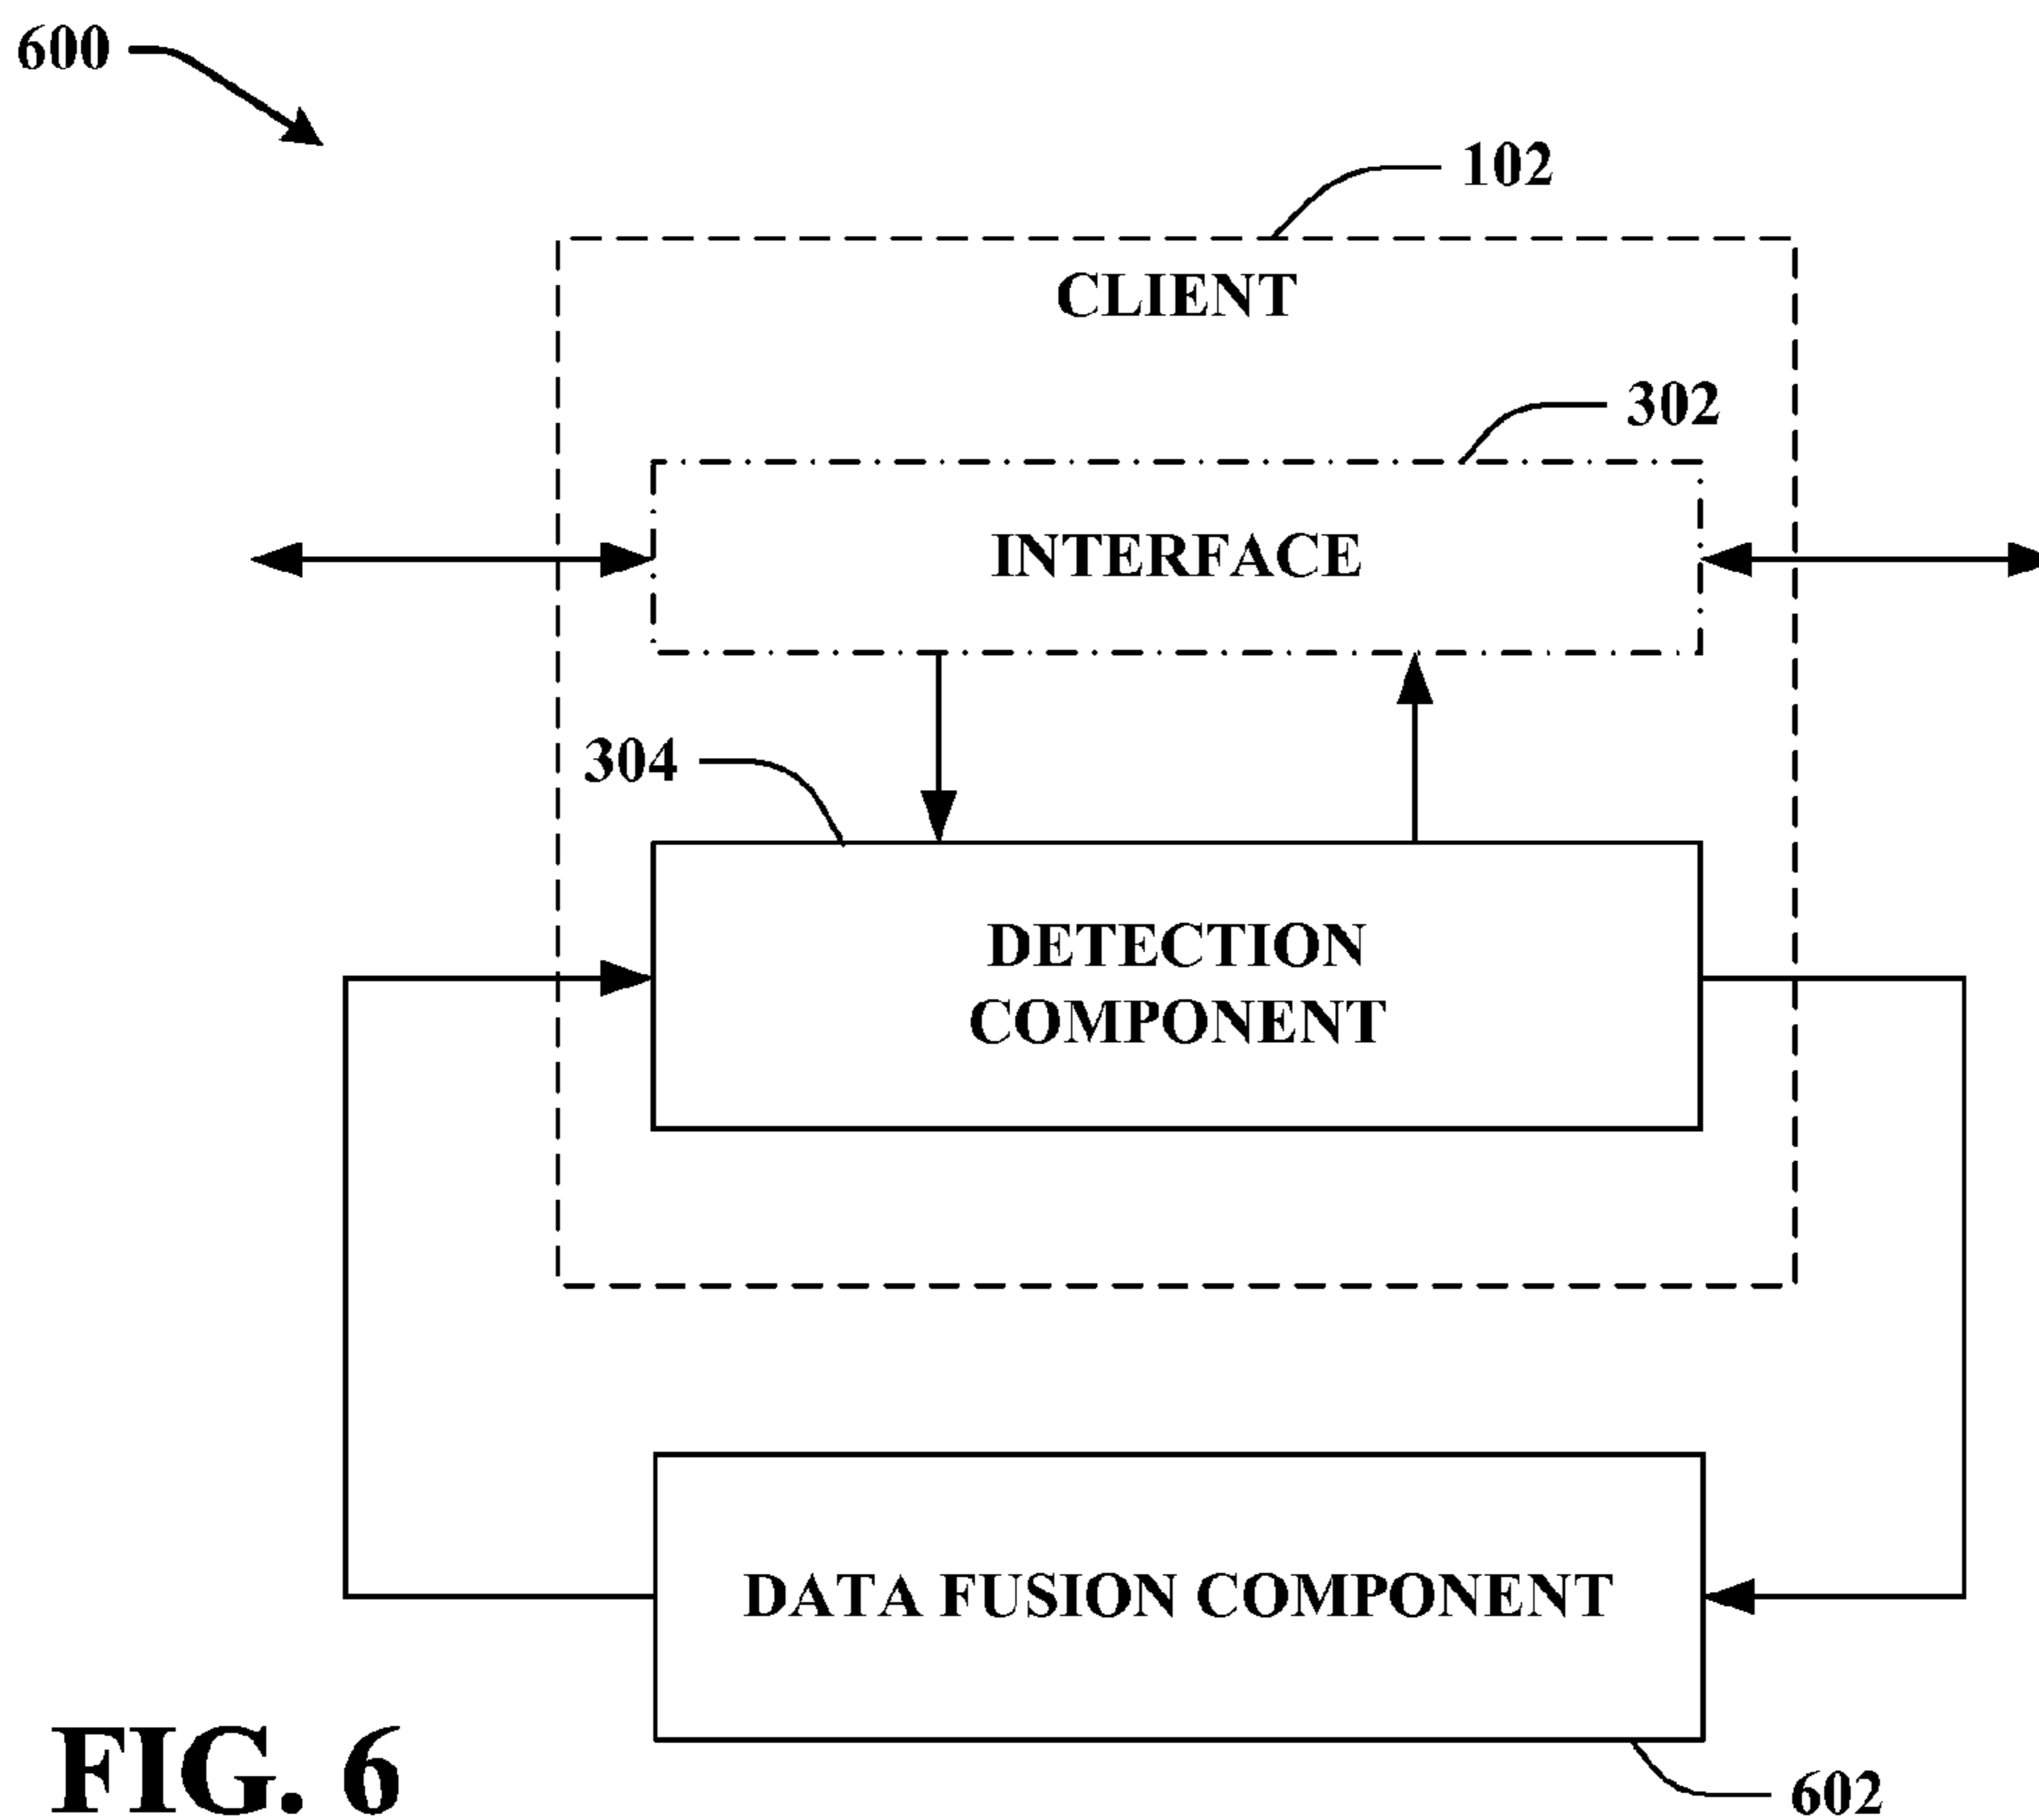 600
102
CLIENT
302
INTERFACE
304
DETECTION
COMPONENT
DATA FUSION COMPONENT
FIG. 6
602